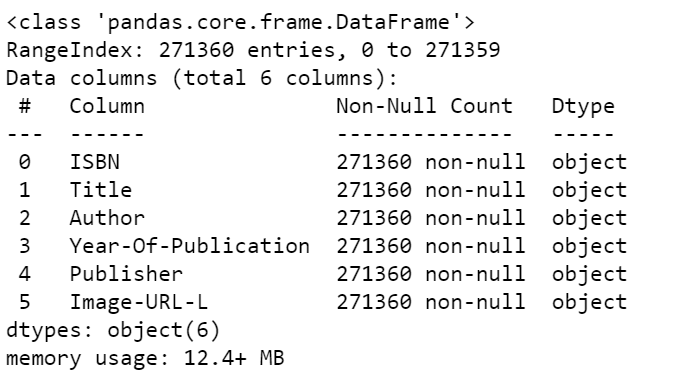 <class 'pandas.core.frame.DataFrame'>
RangeIndex: 271360 entries, 0 to 271359
Data columns (total 6 columns):
 #   Column               Non-Null Count   Dtype
---  ------               --------------   -----
 0   ISBN                 271360 non-null  object
 1   Title                271360 non-null  object
 2   Author               271360 non-null  object
 3   Year-Of-Publication  271360 non-null  object
 4   Publisher            271360 non-null  object
 5   Image-URL-L          271360 non-null  object
dtypes: object(6)
memory usage: 12.4+ MB